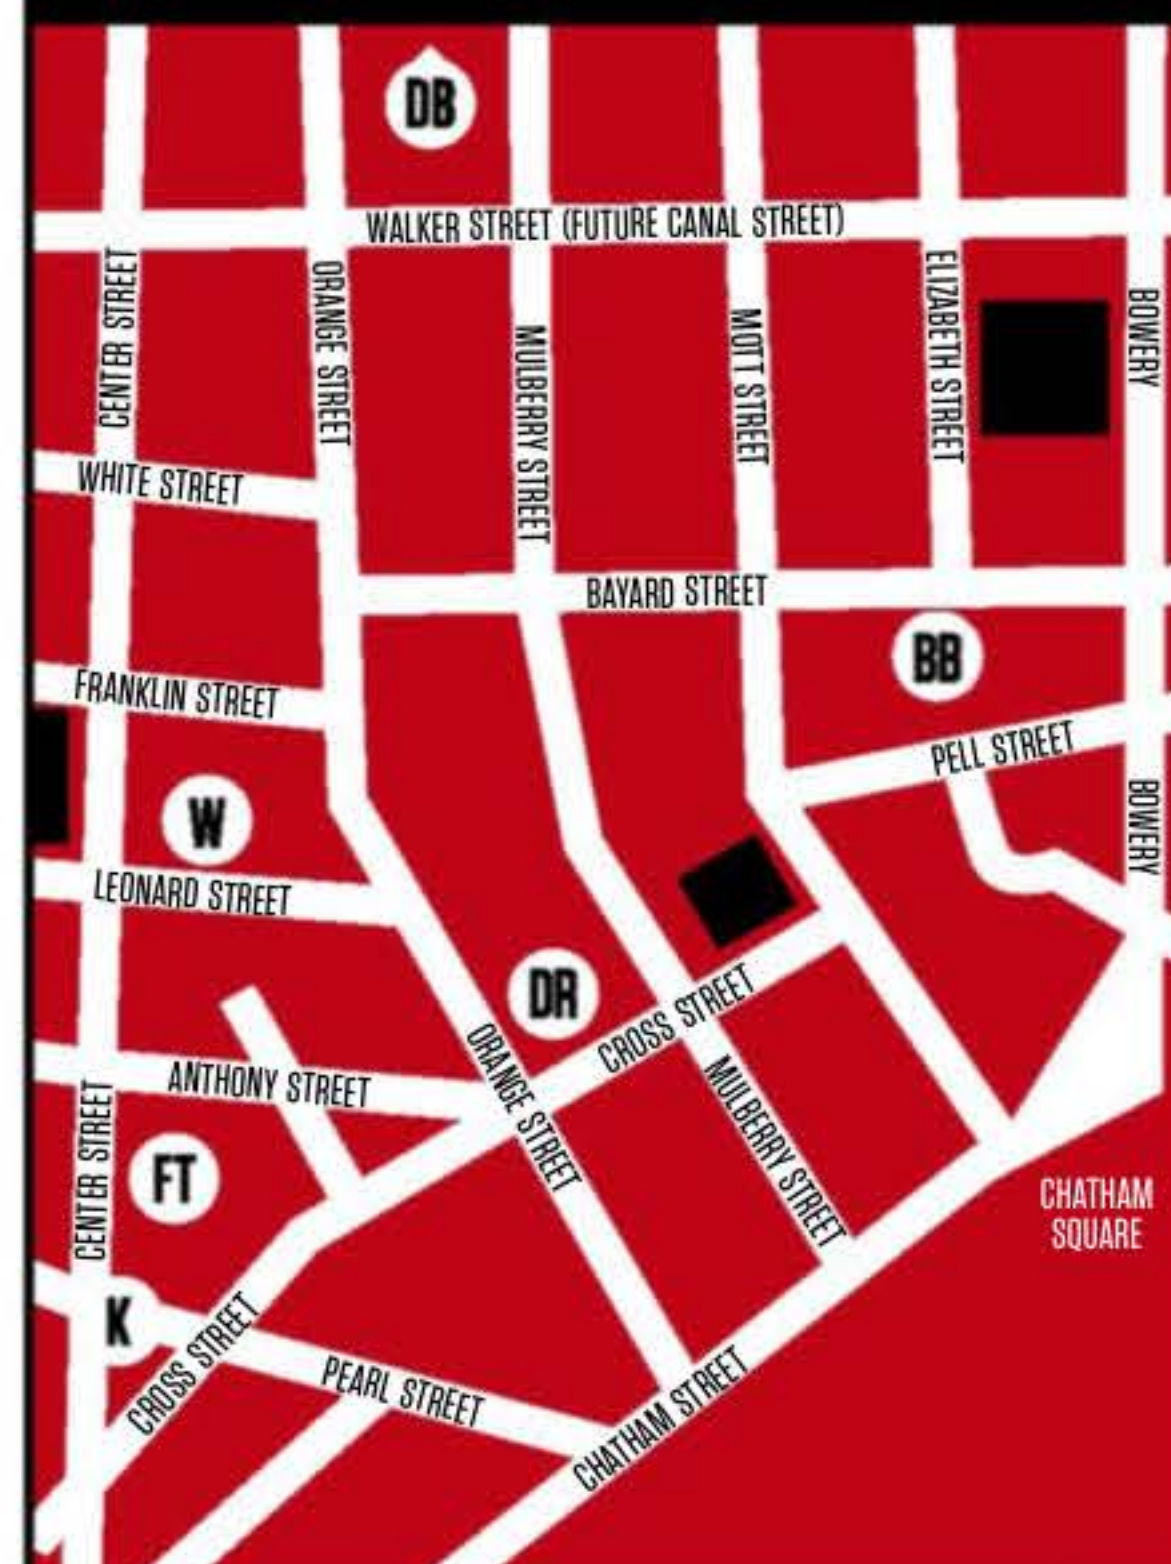 DB
WALKER STREET (FUTURE CANAL STREET)
CENTER STREET
ORANGE STREET
MULBERRY STREET
MOTT STREET
ELIZABETH STREET
BOWERY
WHITE STREET
BAYARD STREET
BB
FRANKLIN STREET
PELL STREET
W
BOWERY
LEONARD STREET
DR
CROSS STREET
ORANGE STREET
ANTHONY STREET
MULBERRY STREET
CENTER STREET
FT
CHATHAM
SQUARE
K
CROSS STREET
PEARL STREET
CHATHAM STREET